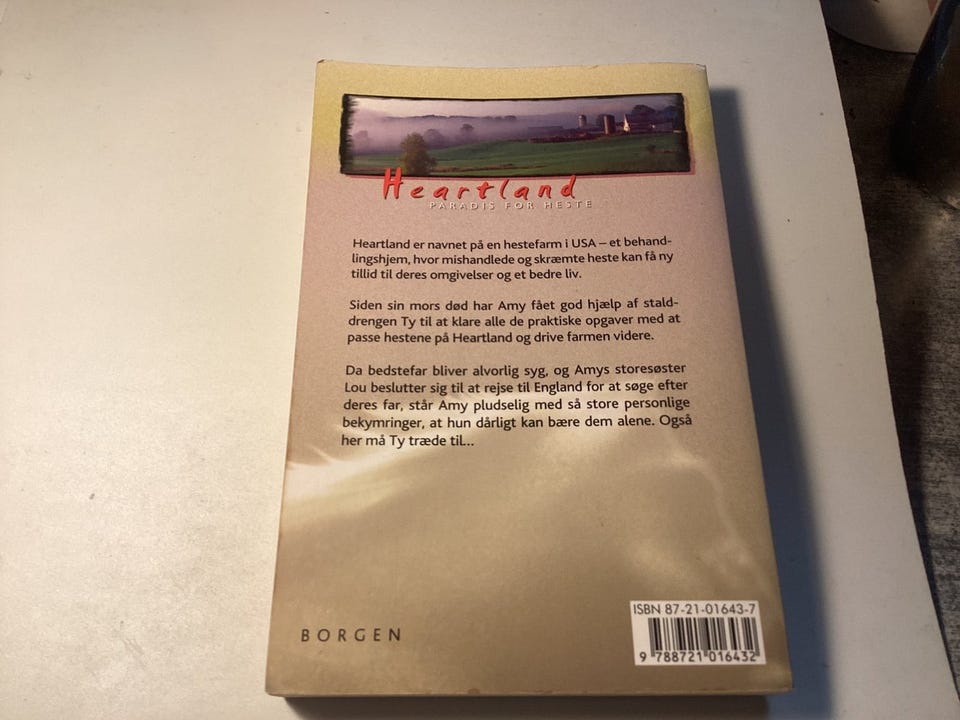 Heartland
PARADIS FOR HESTE
Heartland er navnet på en hestefarm i USA – et behand-
lingshjem, hvor mishandlede og skræmte heste kan få ny
tillid til deres omgivelser og et bedre liv.
Siden sin mors død har Amy fået god hjælp af stald-
drengen Ty til at klare alle de praktiske opgaver med at
passe hestene på Heartland og drive farmen videre.
Da bedstefar bliver alvorlig syg, og Amys storesøster
Lou beslutter sig til at rejse til England for at søge efter
deres far, står Amy pludselig med så store personlige
bekymringer, at hun dårligt kan bære dem alene. Også
her må Ty træde til...
BORGEN
ISBN 87-21-01643-7
9 788721 016432